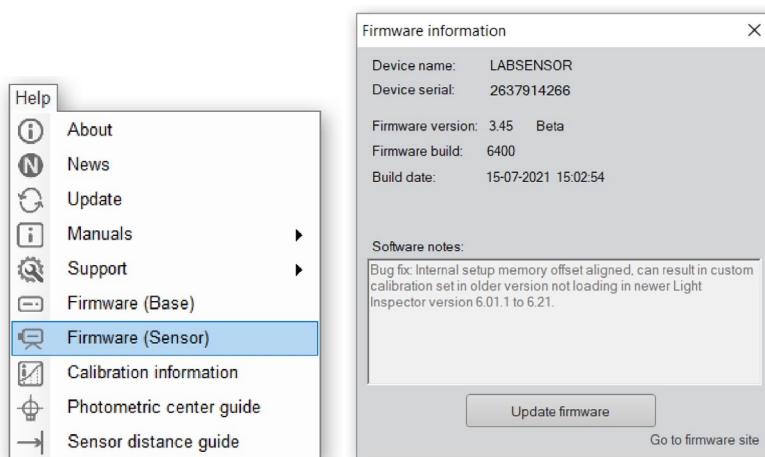 Help
About
News
Update
Manuals
Support
Firmware (Base)
Firmware (Sensor)
Calibration information
Photometric center guide
Sensor distance guide
Firmware information
Device name: LABSENSOR
Device serial: 2637914266
Firmware version: 3.45 Beta
Firmware build: 6400
Build date: 15-07-2021 15:02:54
Software notes:
Bug fix: Internal setup memory offset aligned, can result in custom
calibration set in older version not loading in newer Light
Inspector version 6.01.1 to 6.21.
Update firmware
Go to firmware site